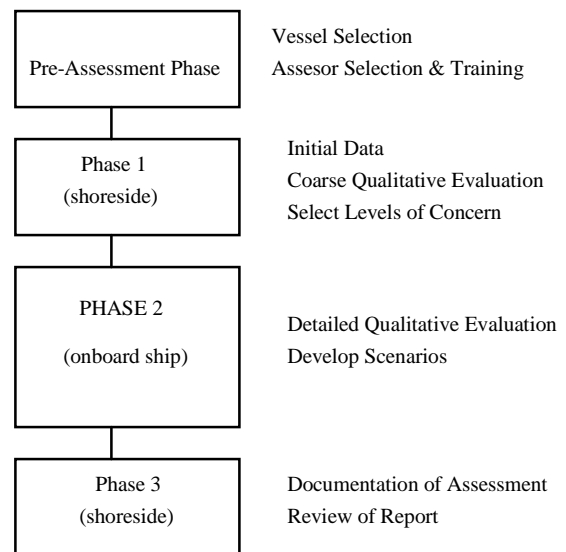 Pre-Assessment Phase
Vessel Selection
Assesor Selection & Training
Phase 1
(shoreside)
Initial Data
Coarse Qualitative Evaluation
Select Levels of Concern
PHASE 2
(onboard ship)
Detailed Qualitative Evaluation
Develop Scenarios
Phase 3
(shoreside)
Documentation of Assessment
Review of Report